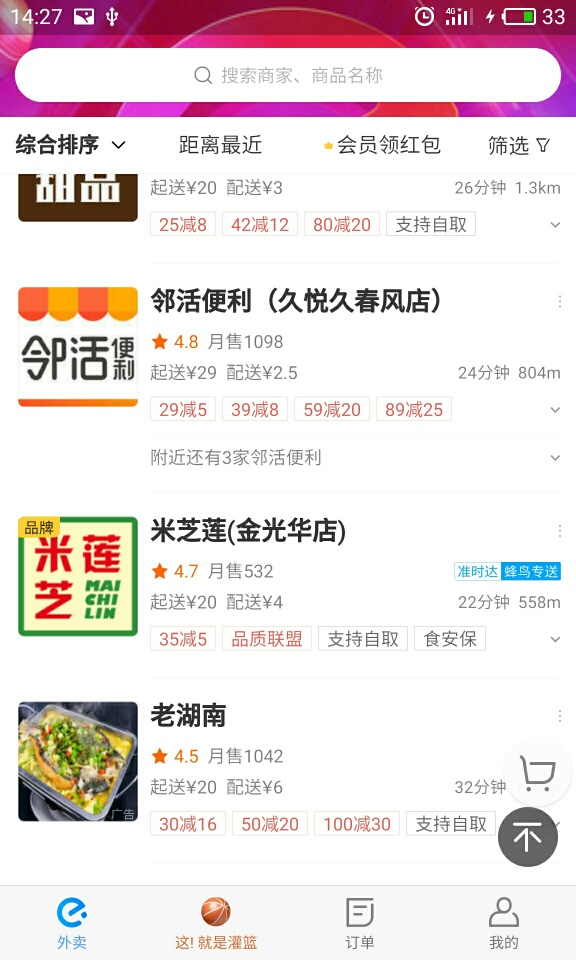 14:27 4G 33
搜索商家、商品名称
综合排序 距离最近 会员领红包 筛选
甜品
起送¥20 配送¥3 26分钟 1.3km
25减8 42减12 80减20 支持自取
邻活便利
邻活便利（久悦久春风店）
4.8 月售1098
起送¥29 配送¥2.5 24分钟 804m
29减5 39减8 59减20 89减25
附近还有3家邻活便利
品牌
米芝莲
MAI
CHI
LIN
米芝莲(金光华店)
4.7 月售532 准时达 蜂鸟专送
起送¥20 配送¥4 22分钟 558m
35减5 品质联盟 支持自取 食安保
广告
老湖南
4.5 月售1042
起送¥20 配送¥6 32分钟
30减16 50减20 100减30 支持自取
外卖 这! 就是灌篮 订单 我的